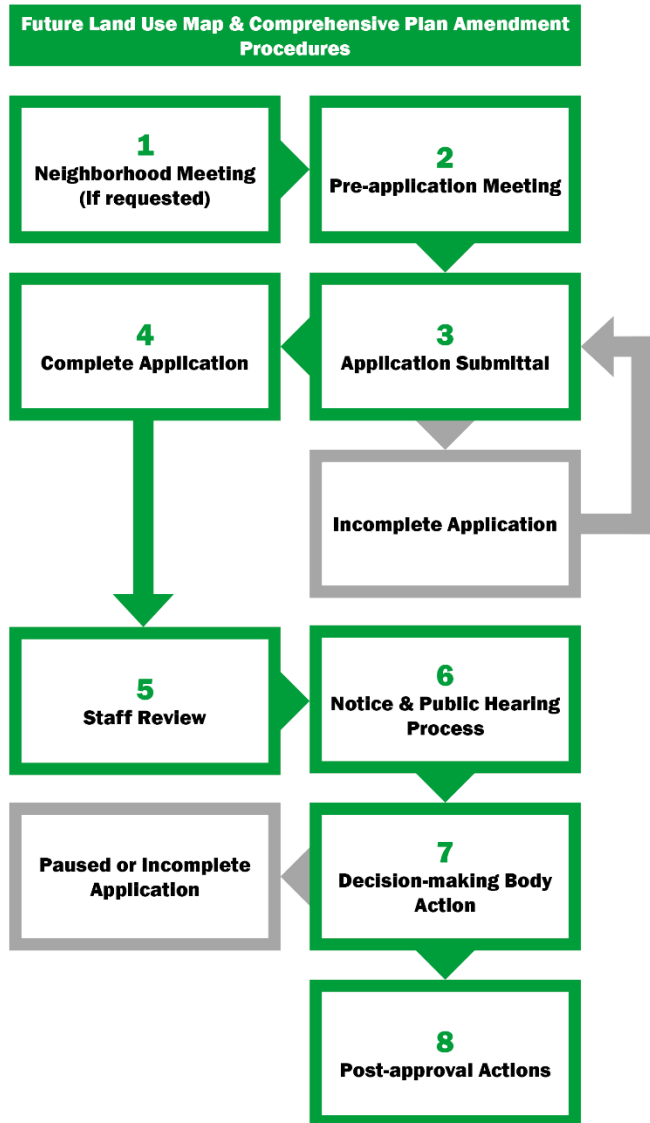 Future Land Use Map & Comprehensive Plan Amendment
Procedures
1
Neighborhood Meeting
(if requested)
2
Pre-application Meeting
3
Application Submittal
4
Complete Application
Incomplete Application
5
Staff Review
6
Notice & Public Hearing
Process
7
Decision-making Body
Action
Paused or Incomplete
Application
8
Post-approval Actions